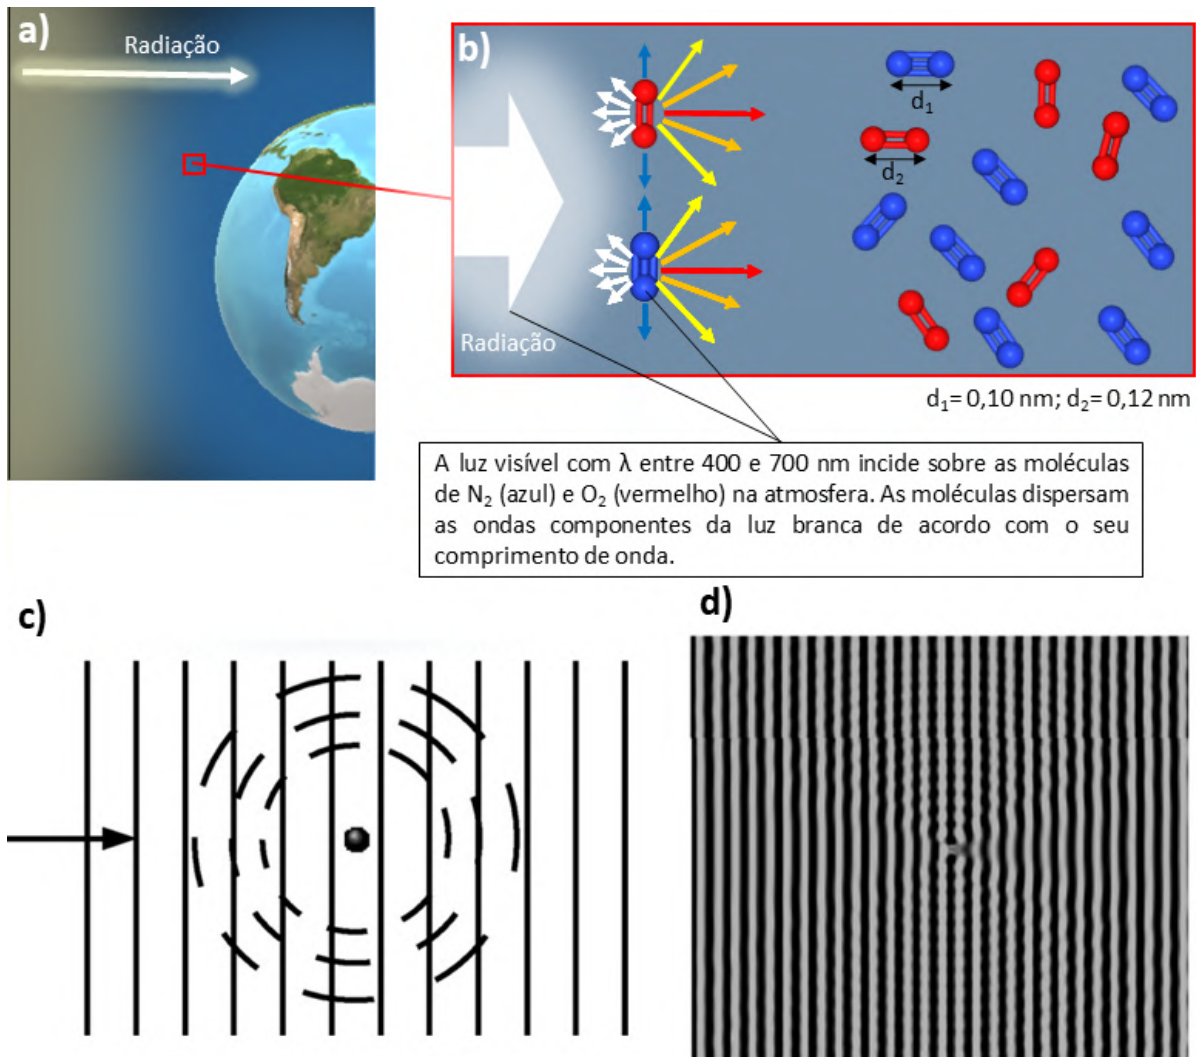 a)
Radiação
b)
d₁
d₂
Radiação
d₁= 0,10 nm; d₂= 0,12 nm
A luz visível com λ entre 400 e 700 nm incide sobre as moléculas
de N₂ (azul) e O₂ (vermelho) na atmosfera. As moléculas dispersam
as ondas componentes da luz branca de acordo com o seu
comprimento de onda.
c)
d)